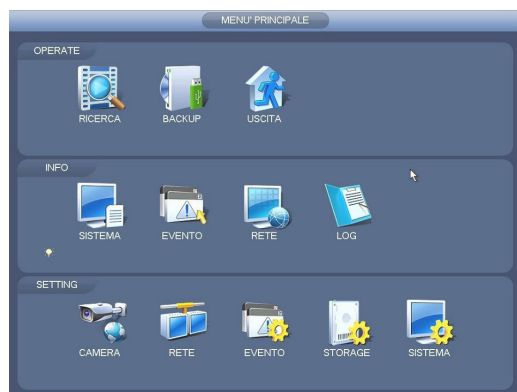 MENU' PRINCIPALE
OPERATE
RICERCA BACKUP USCITA
INFO
SISTEMA EVENTO RETE LOG
SETTING
CAMERA RETE EVENTO STORAGE SISTEMA